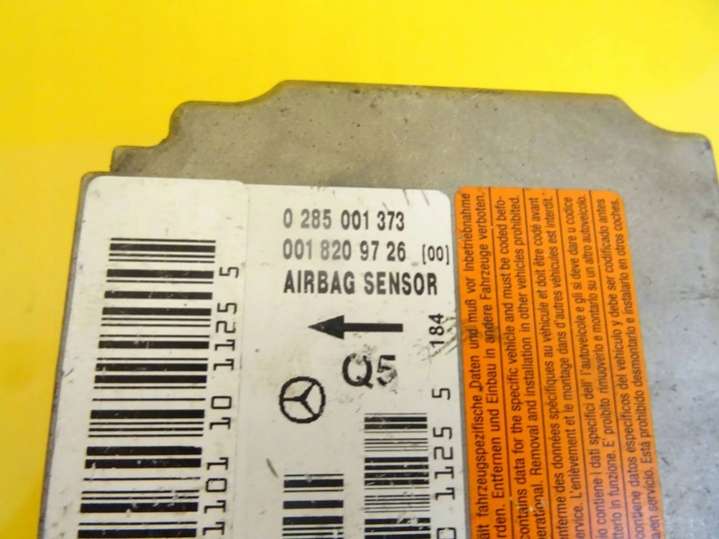 0 285 001 373
001 820 97 26 [00]
AIRBAG SENSOR
184
Q5
1101 10 1125 5
0 1125 5
ält fahrzeugspezifische Daten und muß vor Inbetriebnahme
rden. Entfernen und Einbau in andere Fahrzeuge verboten.
contains data for the specific vehicle and must be coded befo-
operational. Removal and installation in other vehicles prohibited.
nferme des données spécifiques au véhicule et doit être codé avant
service. L'enlèvement et le montage dans d'autres véhicules est interdit.
io contiene i dati specifici dell'autoveicolo e gli si deve dare u codice
terlo in funzione. E' proibito rimuoverlo e montarlo su un altro autoveicolo.
contiene datos específicos del vehículo y debe ser codificado antes
en servicio. Está prohibido desmontarlo e instalarlo en otros coches.